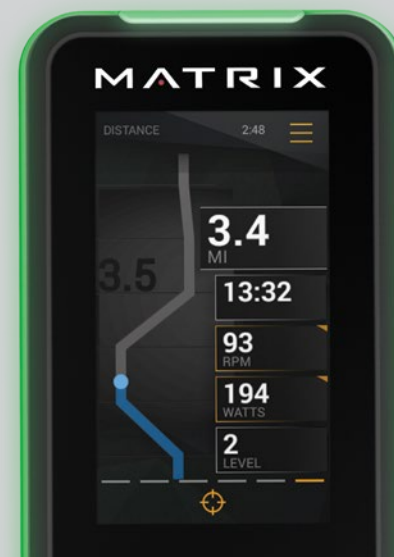 MATRIX
DISTANCE 2:48
3.4
MI
3.5
13:32
93
RPM
194
WATTS
2
LEVEL